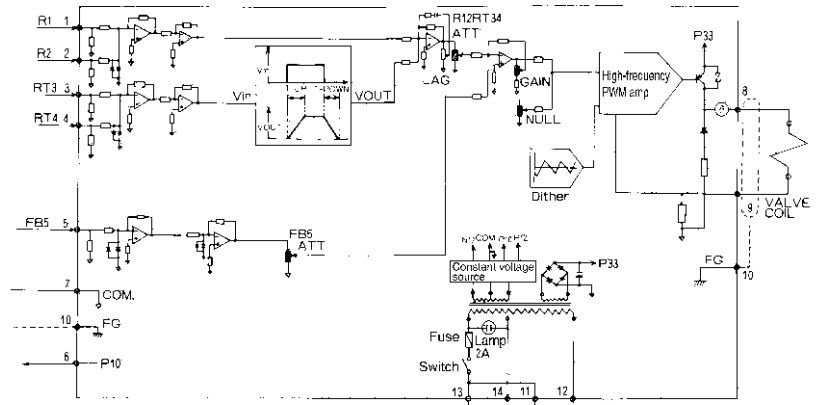 R1 1
R2 2
RT3 3
RT4 4
Vin
VOUT
R12RT34
ATT
LAG
GAIN
NULL
High-frecuency
PWM amp
P33
A
8
9
VALVE
COIL
Dither
FB5 5
FB5
ATT
COM
Constant voltage
source
P33
FG
10
7
COM.
10 FG
6 P10
Fuse
Lamp
2A
Switch
13 14 11 12